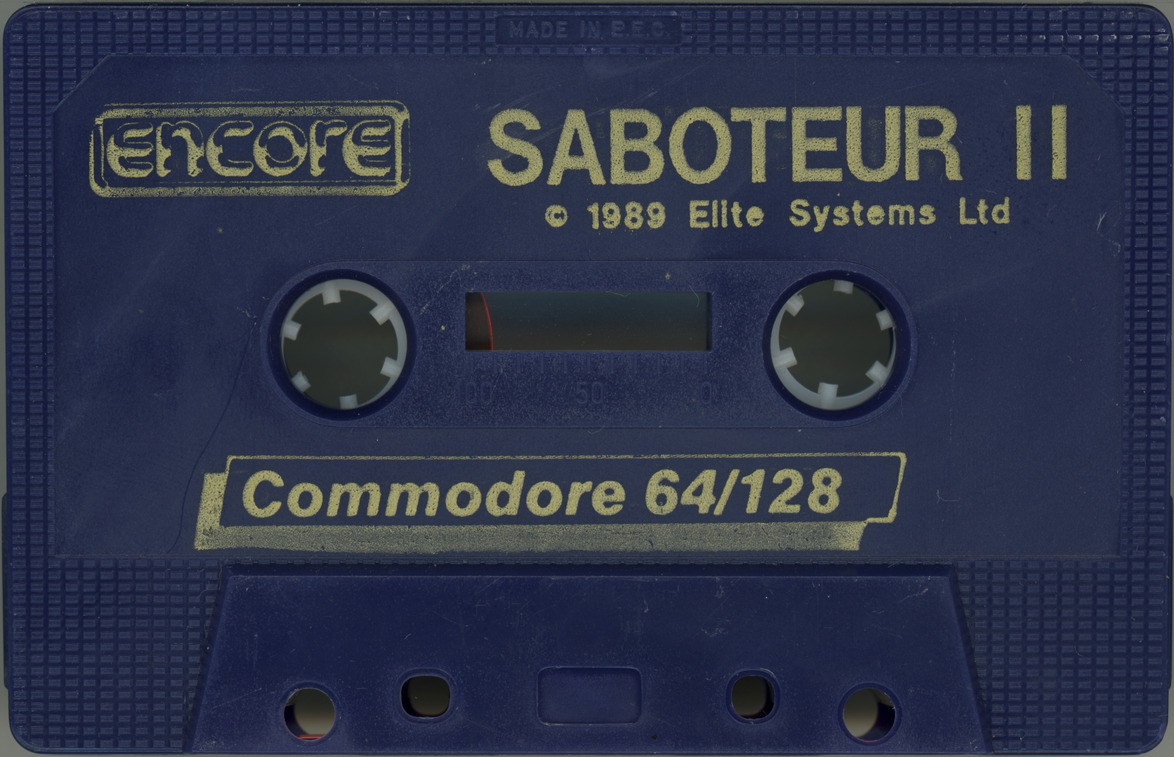 MADE IN E.E.C.
encore
SABOTEUR II
© 1989 Elite Systems Ltd
100 50 0
Commodore 64/128